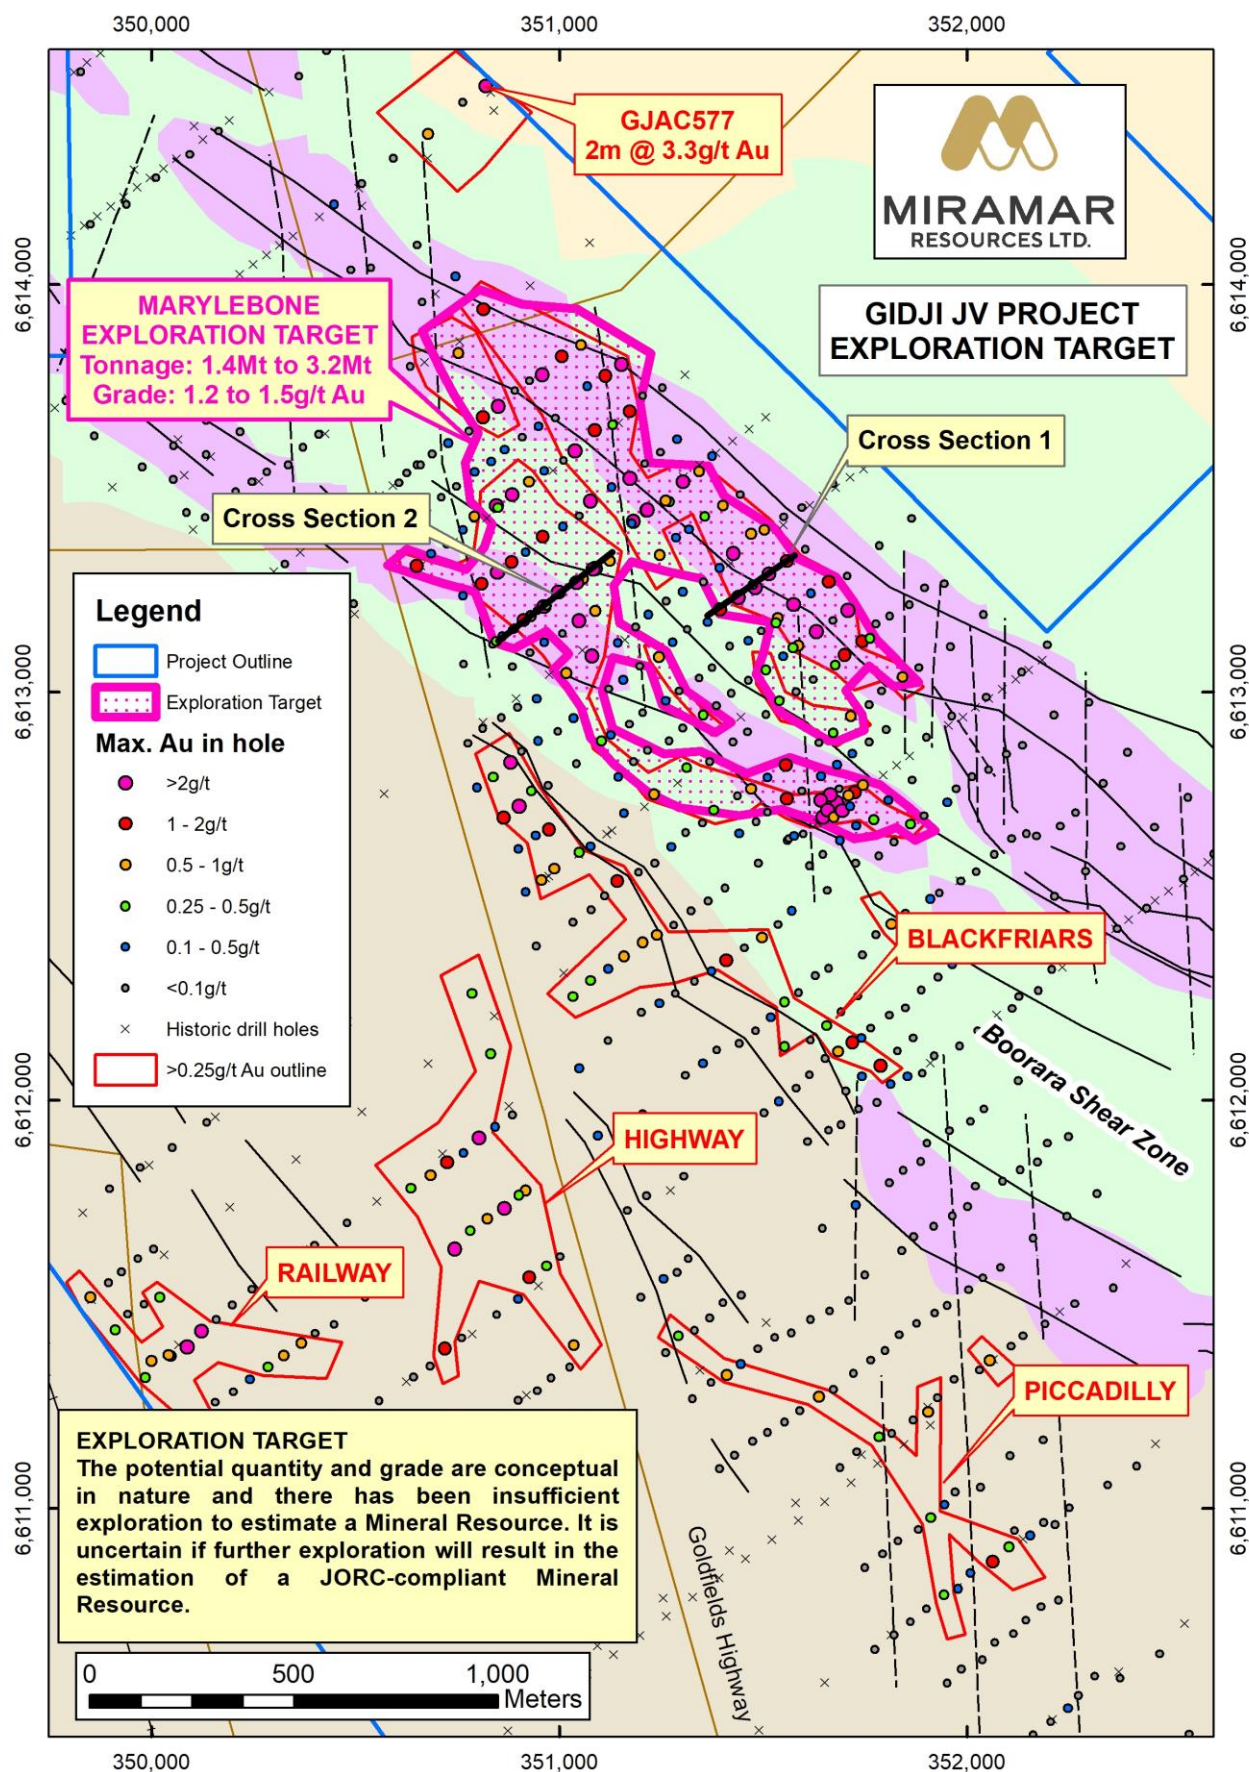 350,000
351,000
352,000
GJAC577
2m @ 3.3g/t Au
MIRAMAR
RESOURCES LTD.
6,614,000
6,614,000
MARYLEBONE
EXPLORATION TARGET
Tonnage: 1.4Mt to 3.2Mt
Grade: 1.2 to 1.5g/t Au
GIDJI JV PROJECT
EXPLORATION TARGET
Cross Section 1
Cross Section 2
Legend
Project Outline
Exploration Target
Max. Au in hole
>2g/t
1 - 2g/t
0.5 - 1g/t
0.25 - 0.5g/t
0.1 - 0.5g/t
<0.1g/t
Historic drill holes
>0.25g/t Au outline
6,613,000
6,613,000
BLACKFRIARS
Boorara Shear Zone
6,612,000
6,612,000
HIGHWAY
RAILWAY
PICCADILLY
EXPLORATION TARGET
The potential quantity and grade are conceptual
in nature and there has been insufficient
exploration to estimate a Mineral Resource. It is
uncertain if further exploration will result in the
estimation of a JORC-compliant Mineral
Resource.
6,611,000
6,611,000
Goldfields Highway
0 500 1,000
Meters
350,000
351,000
352,000